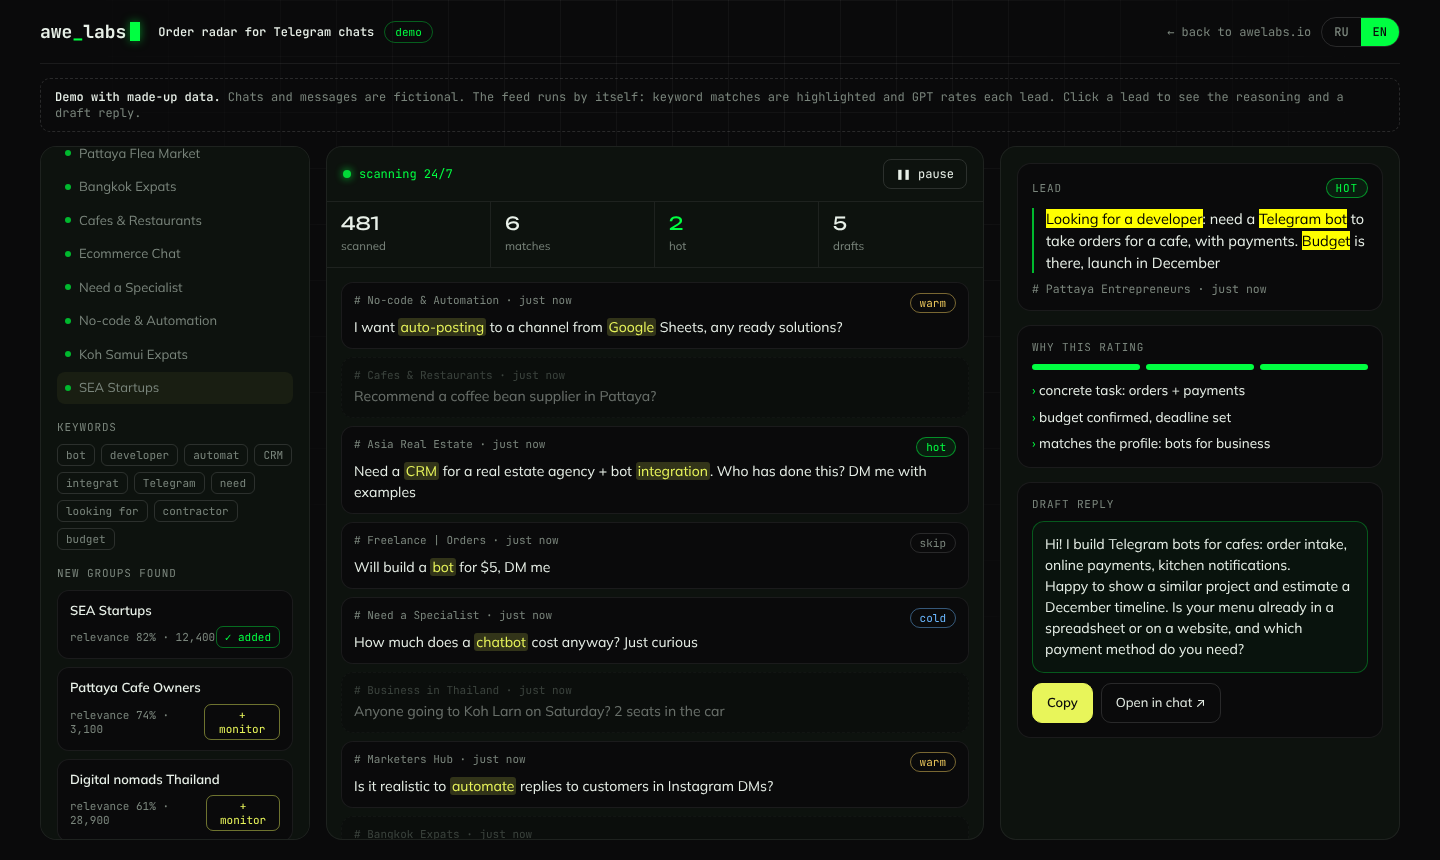 awe_labs
Order radar for Telegram chats
demo
← back to awelabs.io
RU
EN
Demo with made-up data. Chats and messages are fictional. The feed runs by itself: keyword matches are highlighted and GPT rates each lead. Click a lead to see the reasoning and a
draft reply.
Pattaya Flea Market
Bangkok Expats
Cafes & Restaurants
Ecommerce Chat
Need a Specialist
No-code & Automation
Koh Samui Expats
SEA Startups
KEYWORDS
bot developer automat CRM
integrat Telegram need
looking for contractor
budget
NEW GROUPS FOUND
SEA Startups
relevance 82% · 12,400
✓ added
Pattaya Cafe Owners
relevance 74% ·
3,100
+
monitor
Digital nomads Thailand
relevance 61% ·
28,900
+
monitor
scanning 24/7
pause
481
scanned
6
matches
2
hot
5
drafts
# No-code & Automation · just now
warm
I want auto-posting to a channel from Google Sheets, any ready solutions?
# Cafes & Restaurants · just now
Recommend a coffee bean supplier in Pattaya?
# Asia Real Estate · just now
hot
Need a CRM for a real estate agency + bot integration. Who has done this? DM me with
examples
# Freelance | Orders · just now
skip
Will build a bot for $5, DM me
# Need a Specialist · just now
cold
How much does a chatbot cost anyway? Just curious
# Business in Thailand · just now
Anyone going to Koh Larn on Saturday? 2 seats in the car
# Marketers Hub · just now
warm
Is it realistic to automate replies to customers in Instagram DMs?
# Bangkok Expats · just now
LEAD
HOT
Looking for a developer: need a Telegram bot to
take orders for a cafe, with payments. Budget is
there, launch in December
# Pattaya Entrepreneurs · just now
WHY THIS RATING
› concrete task: orders + payments
› budget confirmed, deadline set
› matches the profile: bots for business
DRAFT REPLY
Hi! I build Telegram bots for cafes: order intake,
online payments, kitchen notifications.
Happy to show a similar project and estimate a
December timeline. Is your menu already in a
spreadsheet or on a website, and which
payment method do you need?
Copy
Open in chat ↗